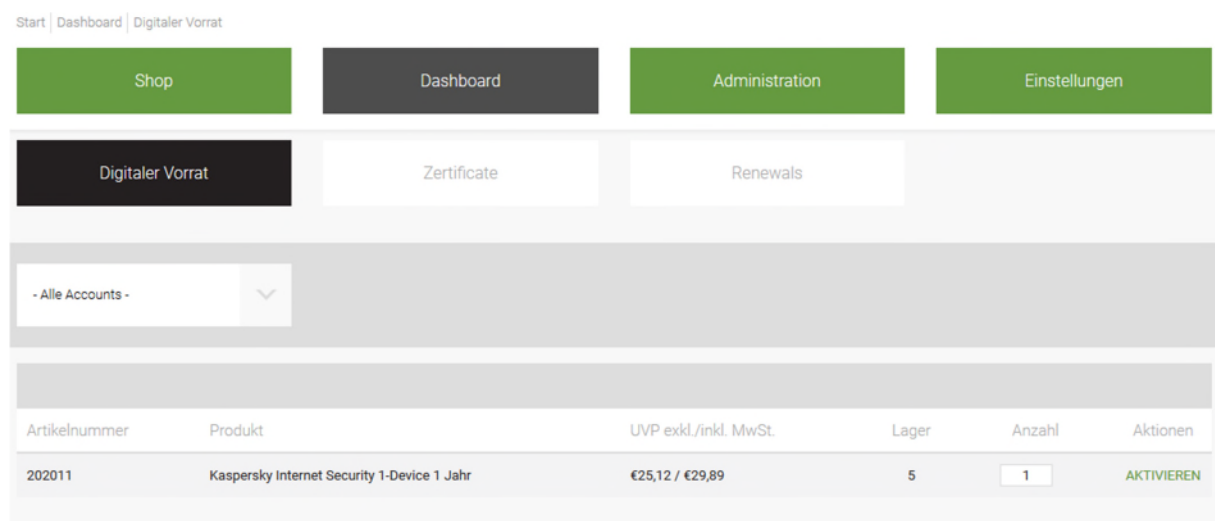 Start | Dashboard | Digitaler Vorrat
Shop Dashboard Administration Einstellungen
Digitaler Vorrat Zertificate Renewals
- Alle Accounts -
Artikelnummer Produkt UVP exkl./inkl. MwSt. Lager Anzahl Aktionen
202011 Kaspersky Internet Security 1-Device 1 Jahr €25,12 / €29,89 5 1 AKTIVIEREN